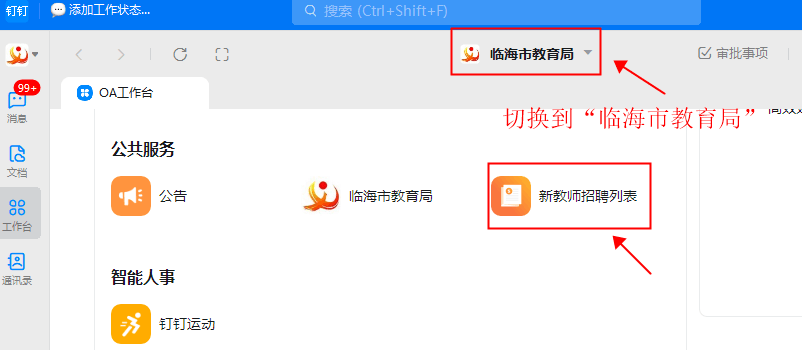 钉钉
添加工作状态...
搜索 (Ctrl+Shift+F)
临海市教育局
审批事项
99+
消息
OA工作台
切换到“临海市教育局”
文档
公共服务
公告
临海市教育局
新教师招聘列表
工作台
通讯录
智能人事
钉钉运动